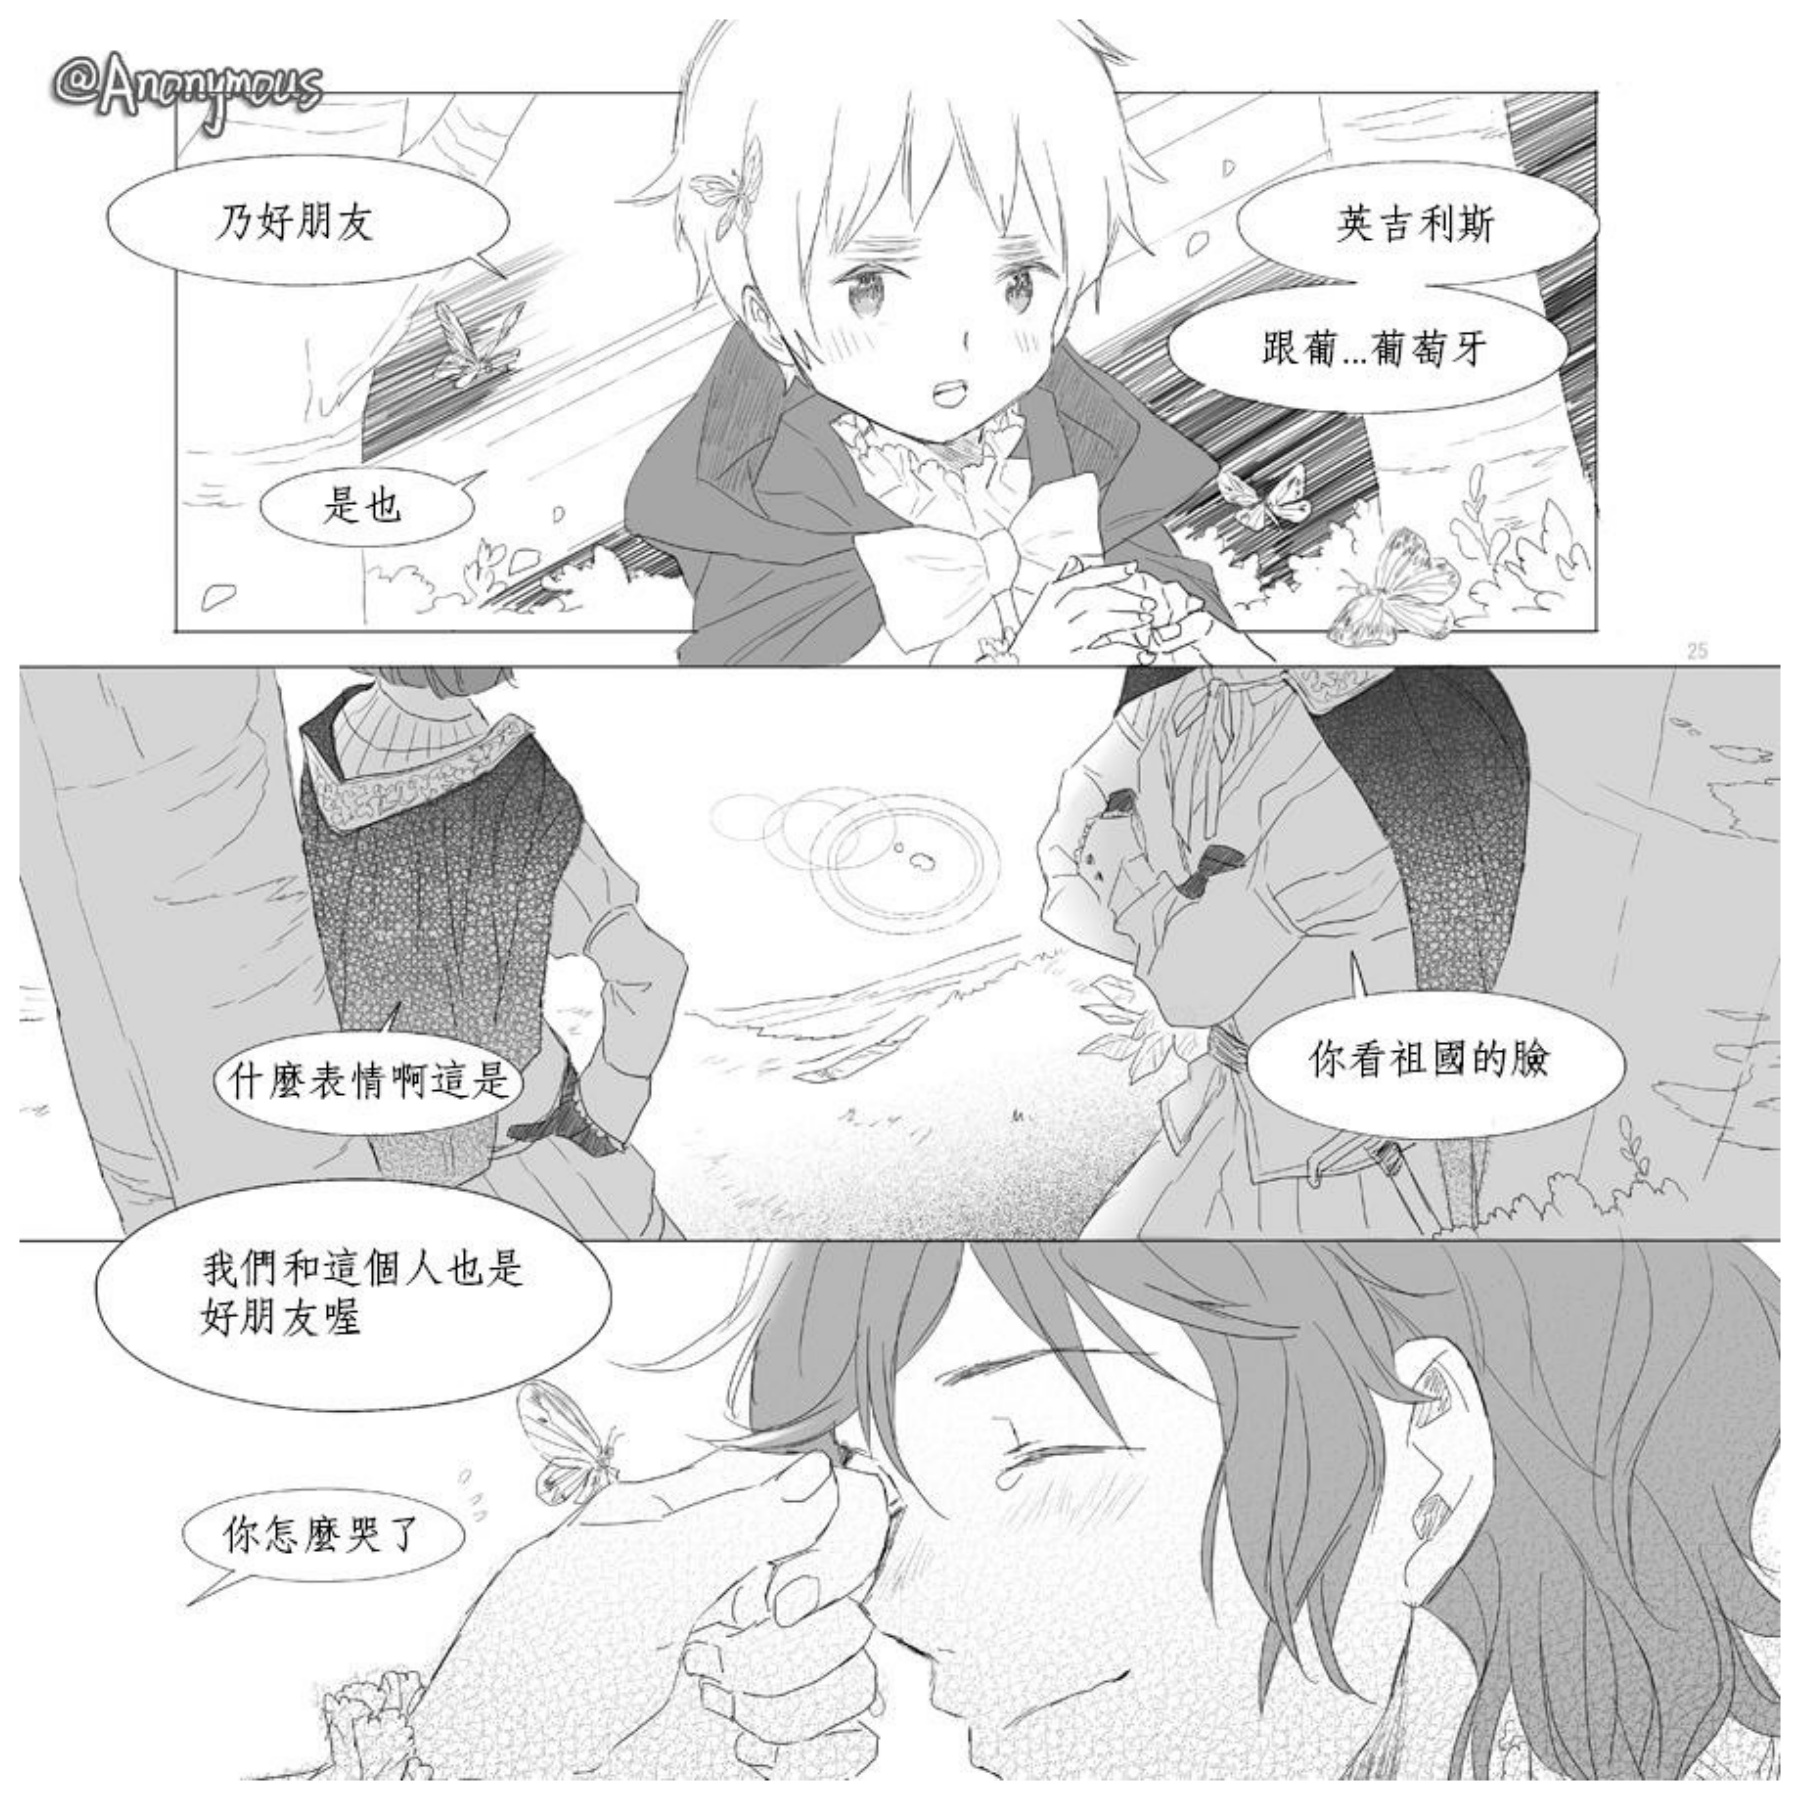 @Anonymous
英吉利斯
跟葡...葡萄牙
乃好朋友
是也
25
你看祖國的臉
什麼表情啊這是
我們和這個人也是
好朋友喔
你怎麼哭了